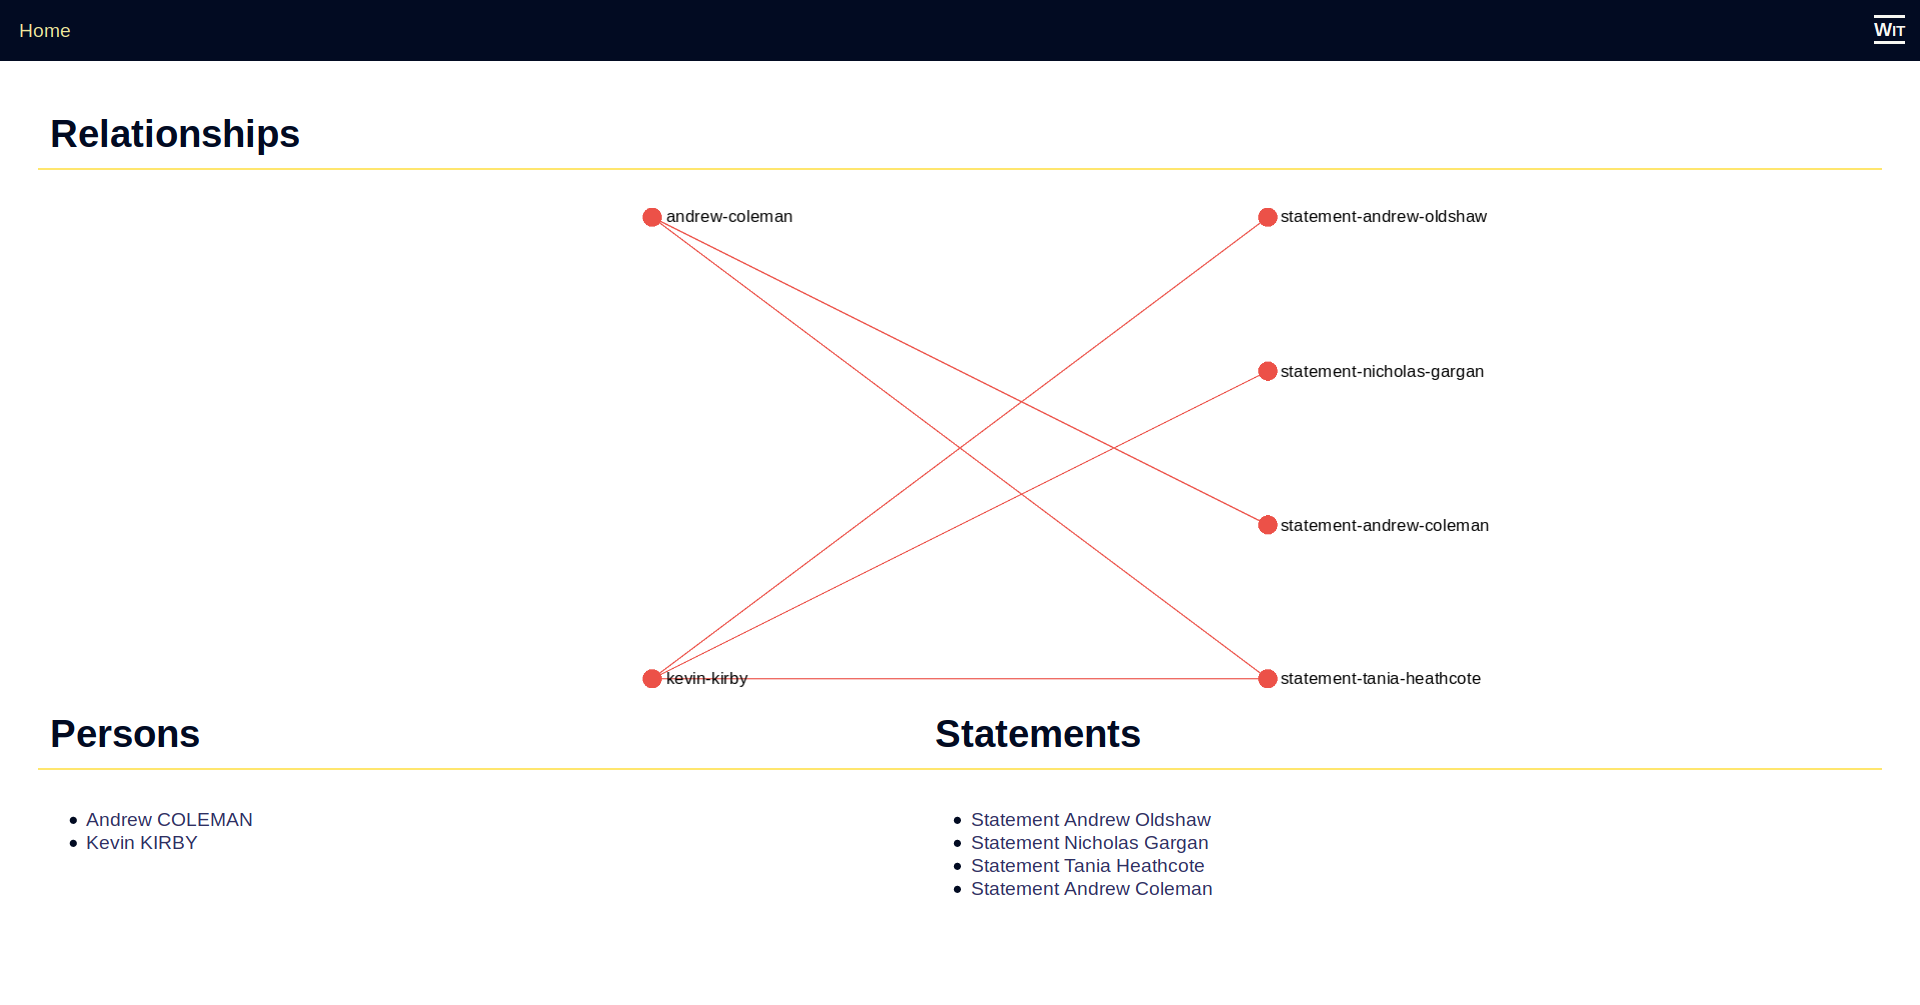 Home
WIT
Relationships
andrew-coleman
statement-andrew-oldshaw
statement-nicholas-gargan
statement-andrew-coleman
kevin-kirby
statement-tania-heathcote
Persons
Statements
Andrew COLEMAN
Kevin KIRBY
Statement Andrew Oldshaw
Statement Nicholas Gargan
Statement Tania Heathcote
Statement Andrew Coleman